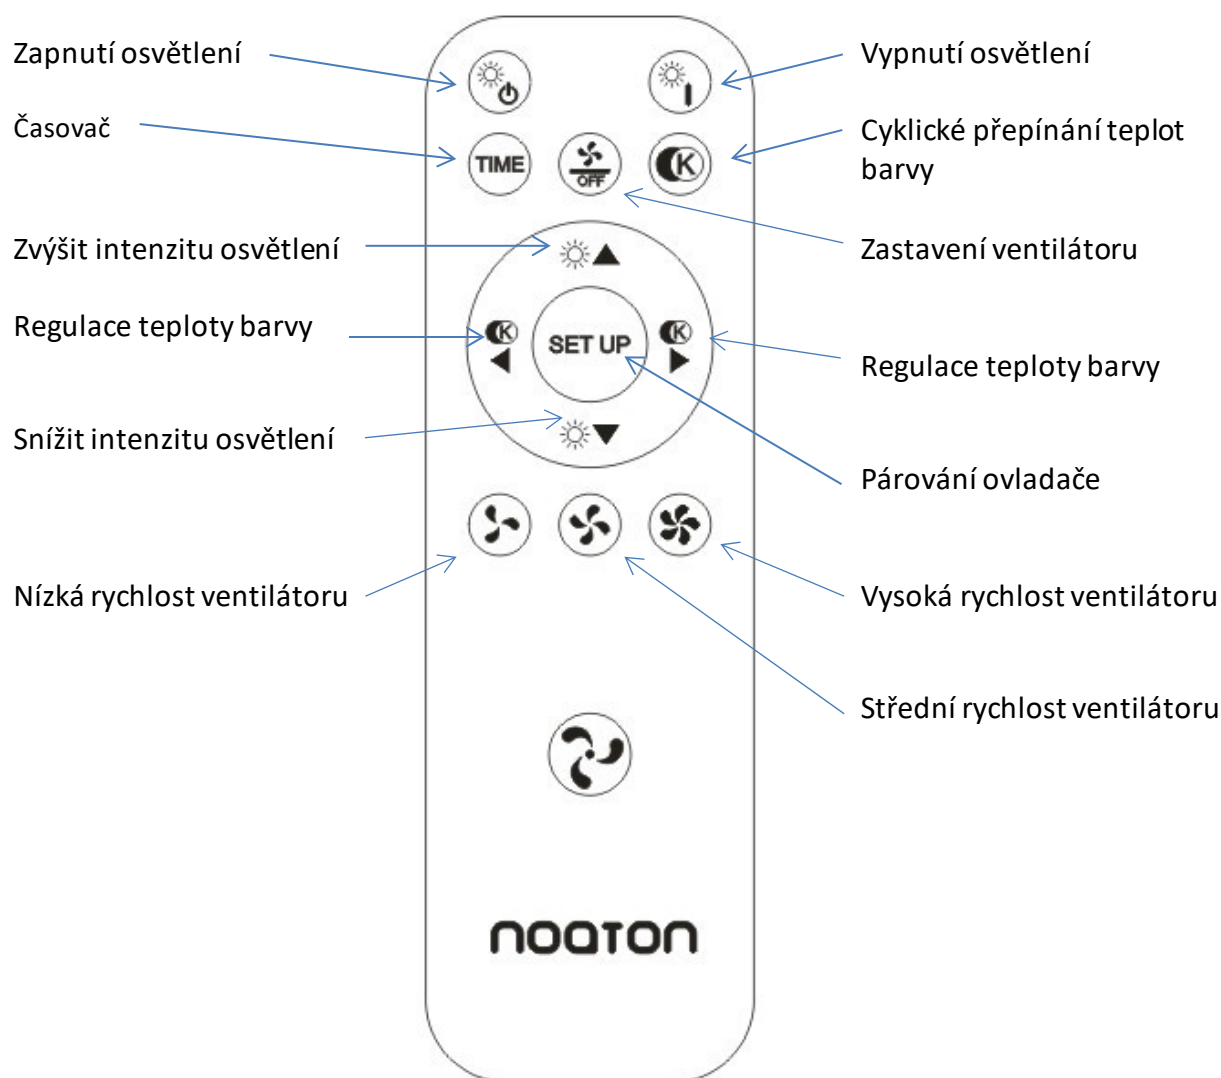 Zapnutí osvětlení
Vypnutí osvětlení
Časovač
Cyklické přepínání teplot
barvy
TIME
OFF
K
Zvýšit intenzitu osvětlení
Zastavení ventilátoru
Regulace teploty barvy
K
SET UP
K
Regulace teploty barvy
Snížit intenzitu osvětlení
Párování ovladače
Nízká rychlost ventilátoru
Vysoká rychlost ventilátoru
Střední rychlost ventilátoru
noaton